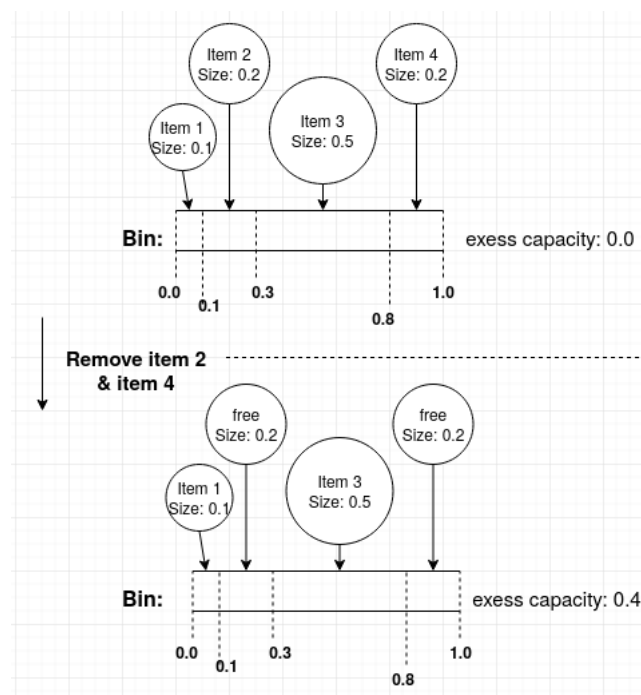 Item 2
Size: 0.2
Item 4
Size: 0.2
Item 1
Size: 0.1
Item 3
Size: 0.5
Bin:
exess capacity: 0.0
0.0
0.1
0.3
0.8
1.0
Remove item 2
& item 4
free
Size: 0.2
free
Size: 0.2
Item 1
Size: 0.1
Item 3
Size: 0.5
Bin:
exess capacity: 0.4
0.0
0.1
0.3
0.8
1.0